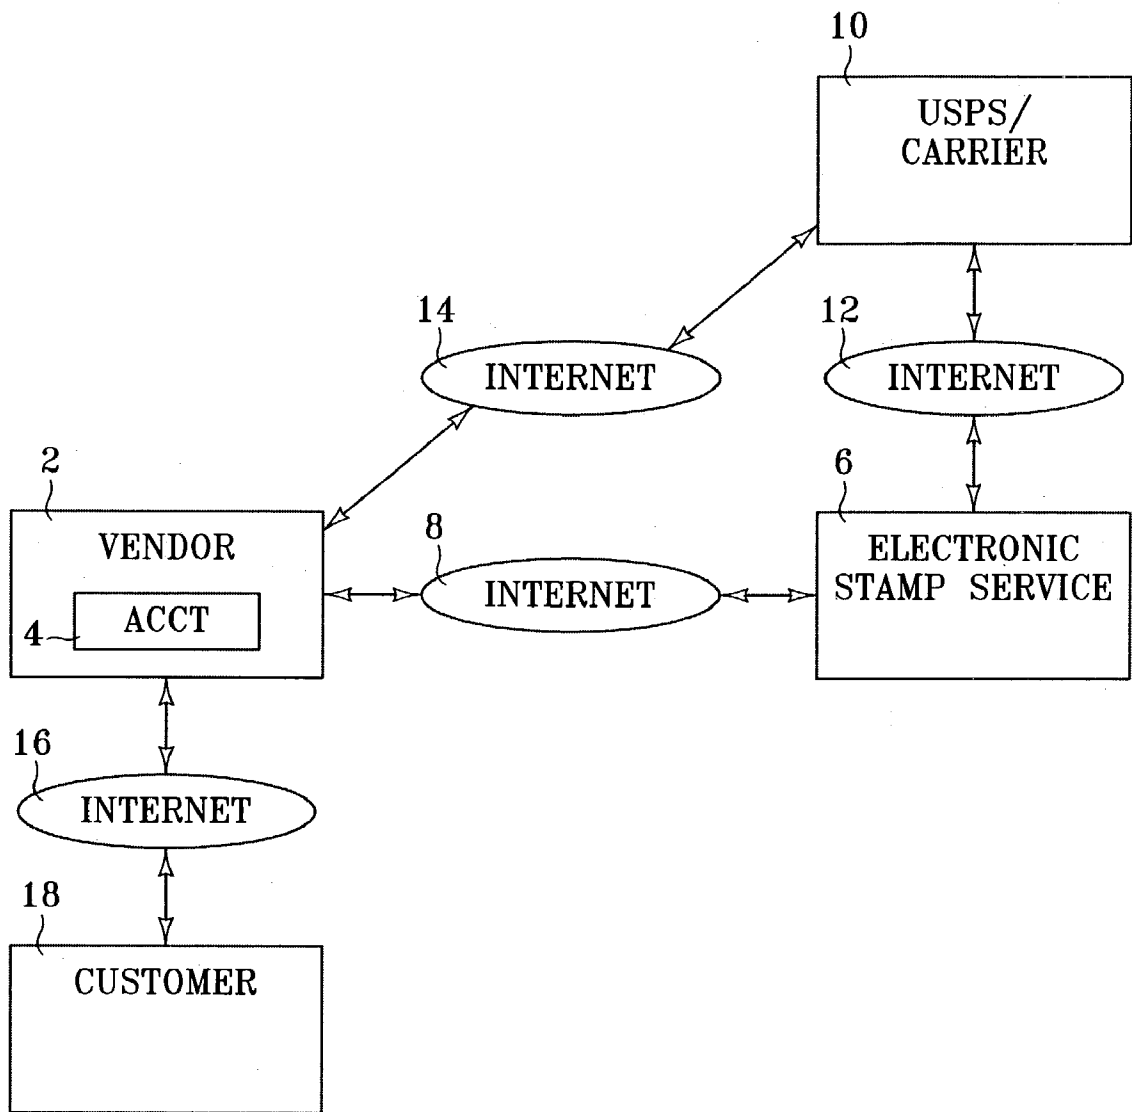 10
USPS/
CARRIER
14
INTERNET
12
INTERNET
2
VENDOR
4
ACCT
8
INTERNET
6
ELECTRONIC
STAMP SERVICE
16
INTERNET
18
CUSTOMER